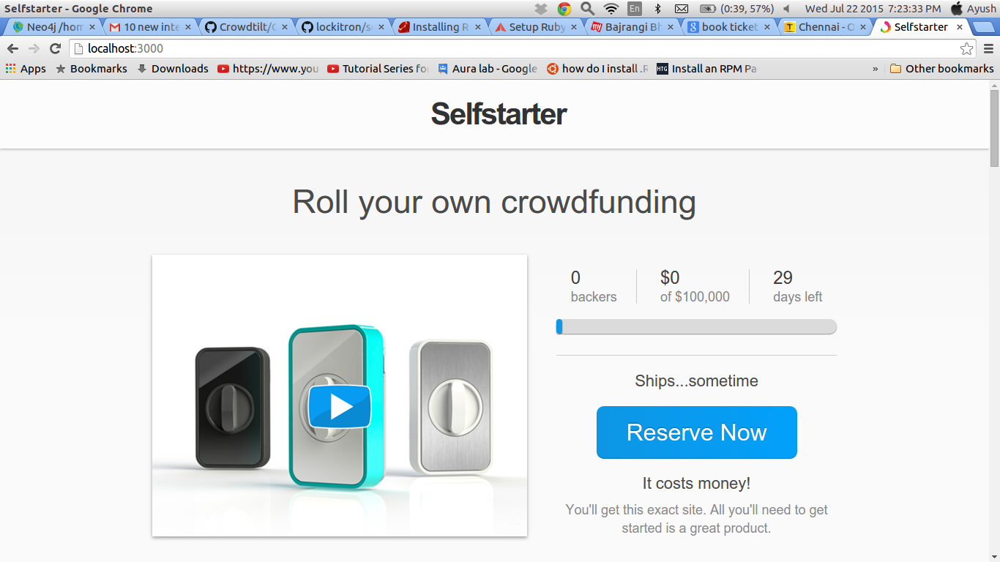 Selfstarter - Google Chrome
En
(0:39, 57%)
Wed Jul 22 2015 7:23:33 PM
Ayush
Neo4j /hom
10 new inte
Crowdtilt/C
lockitron/se
Installing R
Setup Ruby
my
Bajrangi Bh
book ticket
Chennai - O
Selfstarter
localhost:3000
Apps
Bookmarks
Downloads
https://www.you
Tutorial Series fo
Aura lab - Google
how do I install .R
HTG
Install an RPM Pa
»
Other bookmarks
Selfstarter
Roll your own crowdfunding
0
backers
$0
of $100,000
29
days left
Ships...sometime
Reserve Now
It costs money!
You'll get this exact site. All you'll need to get
started is a great product.